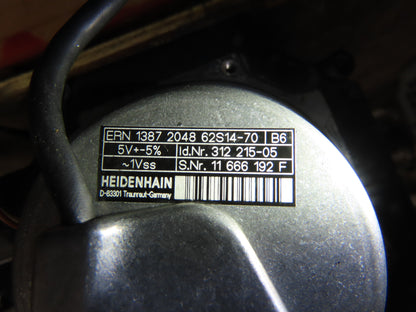 ERN 1387 2048 62S14-70 B6
5V+-5% Id.Nr. 312 215-05
~1Vss S.Nr. 11 666 192 F
HEIDENHAIN
D-83301 Traunreut-Germany